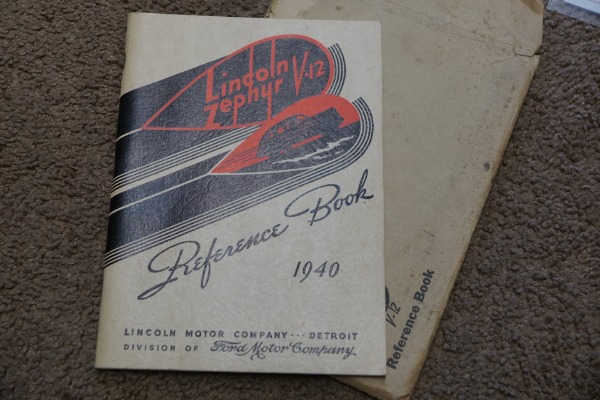 Lincoln
Zephyr V-12
Reference Book
1940
LINCOLN MOTOR COMPANY ··· DETROIT
DIVISION OF Ford Motor Company
V-12
Reference Book